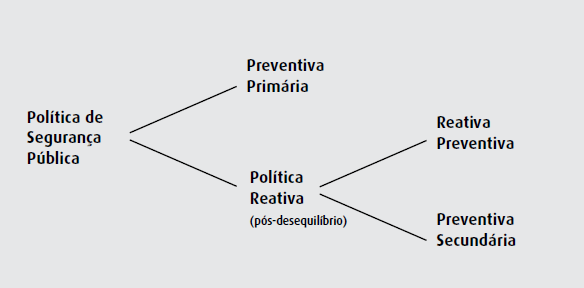 Política de
Segurança
Pública
Preventiva
Primária
Política
Reativa
(pós-desequilíbrio)
Reativa
Preventiva
Preventiva
Secundária